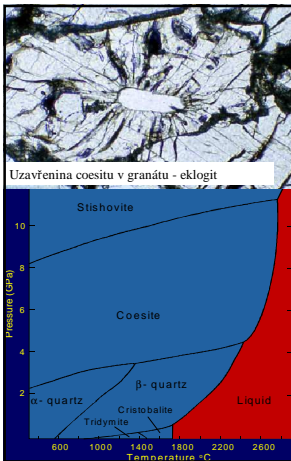 Uzavřenina coesitu v granátu - eklogit
Stishovite
10
8
Coesite
6
Pressure (GPa)
4
β- quartz
2
α- quartz
Cristobalite
Liquid
Tridymite
600 1000 1400 1800 2200 2600
Temperature °C